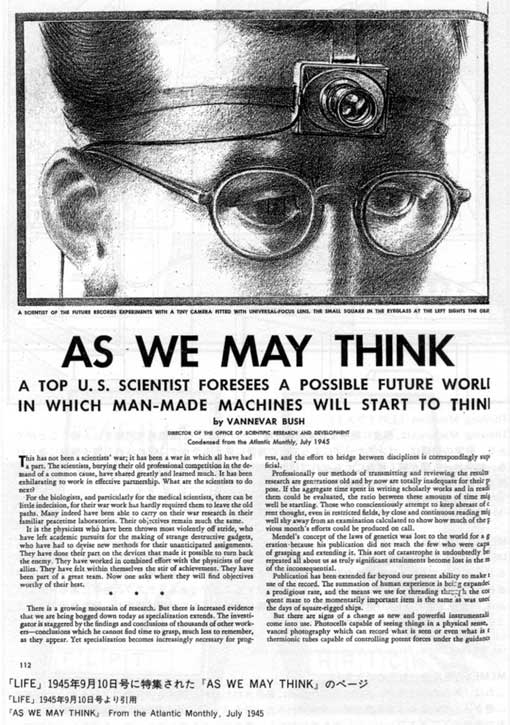 A SCIENTIST OF THE FUTURE RECORDS EXPERIMENTS WITH A TINY CAMERA FITTED WITH UNIVERSAL-FOCUS LENS. THE SMALL SQUARE IN THE EYEGLASS AT THE LEFT SIGHTS THE
AS WE MAY THINK
A TOP U. S. SCIENTIST FORESEES A POSSIBLE FUTURE WORL
IN WHICH MAN-MADE MACHINES WILL START TO THIN
by VANNEVAR BUSH
DIRECTOR OF THE OFFICE OF SCIENTIFIC RESEARCH AND DEVELOPMENT
Condensed from the Atlantic Monthly, July 1945
This has not been a scientists' war; it has been a war in which all have had
a part. The scientists, burying their old professional competition in the de-
mand of a common cause, have shared greatly and learned much. It has been
exhilarating to work in effective partnership. What are the scientists to do
next?
For the biologists, and particularly for the medical scientists, there can be
little indecision, for their war work has hardly required them to leave the old
paths. Many indeed have been able to carry on their war research in their
familiar peacetime laboratories. Their objectives remain much the same.
It is the physicists who have been thrown most violently off stride, who
have left academic pursuits for the making of strange destructive gadgets,
who have had to devise new methods for their unanticipated assignments.
They have done their part on the devices that made it possible to turn back
the enemy. They have worked in combined effort with the physicists of our
allies. They have felt within themselves the stir of achievement. They have
been part of a great team. Now one asks where they will find objectives
worthy of their best.
* * *
There is a growing mountain of research. But there is increased evidence
that we are being bogged down today as specialization extends. The investi-
gator is staggered by the findings and conclusions of thousands of other work-
ers—conclusions which he cannot find time to grasp, much less to remember,
as they appear. Yet specialization becomes increasingly necessary for prog-
ress, and the effort to bridge between disciplines is correspondingly sup
ficial.
Professionally our methods of transmitting and reviewing the results
research are generations old and by now are totally inadequate for their p
pose. If the aggregate time spent in writing scholarly works and in readi
them could be evaluated, the ratio between these amounts of time mig
well be startling. Those who conscientiously attempt to keep abreast of
rent thought, even in restricted fields, by close and continuous reading mig
well shy away from an examination calculated to show how much of the
vious month's efforts could be produced on call.
Mendel's concept of the laws of genetics was lost to the world for a g
eration because his publication did not reach the few who were cap
of grasping and extending it. This sort of catastrophe is undoubtedly be
repeated all about us as truly significant attainments become lost in the m
of the inconsequential.
Publication has been extended far beyond our present ability to make
use of the record. The summation of human experience is being expanded
a prodigious rate, and the means we use for threading through the co
quent maze to the momentarily important item is the same as was used
the days of square-rigged ships.
But there are signs of a change as new and powerful instrumentali
come into use. Photocells capable of seeing things in a physical sense,
vanced photography which can record what is seen or even what is
thermionic tubes capable of controlling potent forces under the guidanc
112
「LIFE」1945年9月10日号に特集された『AS WE MAY THINK』のページ
「LIFE」1945年9月10日号より引用
『AS WE MAY THINK』 From the Atlantic Monthly, July 1945